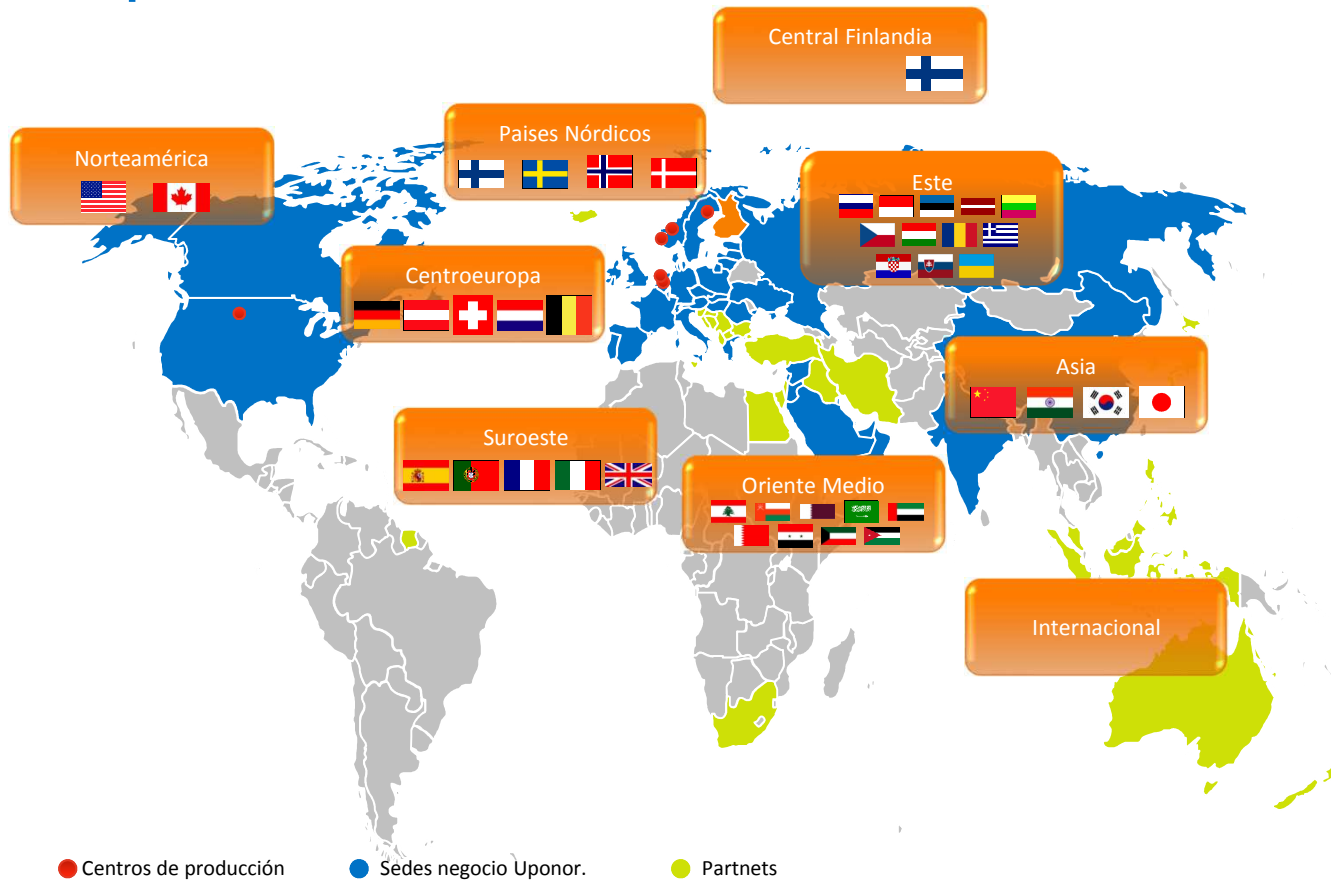 Central Finlandia
Paises Nórdicos
Norteamérica
Este
Centroeuropa
Asia
Suroeste
Oriente Medio
Internacional
Centros de producción
Sedes negocio Uponor.
Partnets